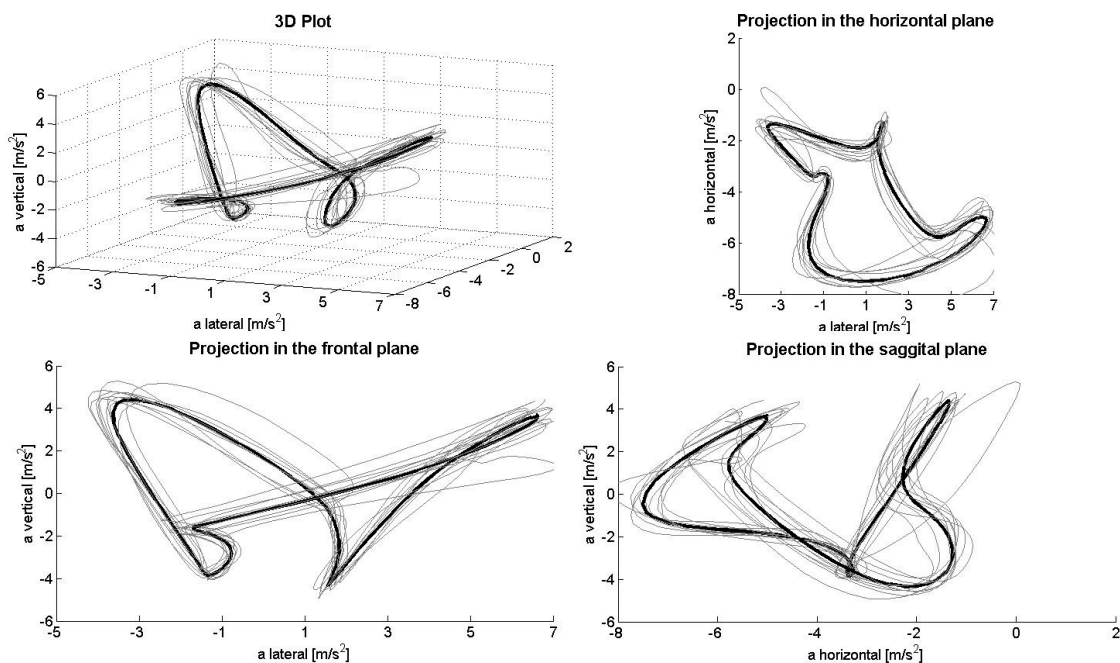 3D Plot
6
4
2
0
-2
-4
-6
a vertical [m/s²]
-5 -3 -1 1 3 5 7
a lateral [m/s²]
-8 -6 -4 -2 0 2
Projection in the horizontal plane
2
0
-2
-4
-6
-8
a horizontal [m/s²]
-5 -3 -1 1 3 5 7
a lateral [m/s²]
Projection in the frontal plane
6
4
2
0
-2
-4
-6
a vertical [m/s²]
-5 -3 -1 1 3 5 7
a lateral [m/s²]
Projection in the saggital plane
6
4
2
0
-2
-4
-6
a vertical [m/s²]
-8 -6 -4 -2 0 2
a horizontal [m/s²]